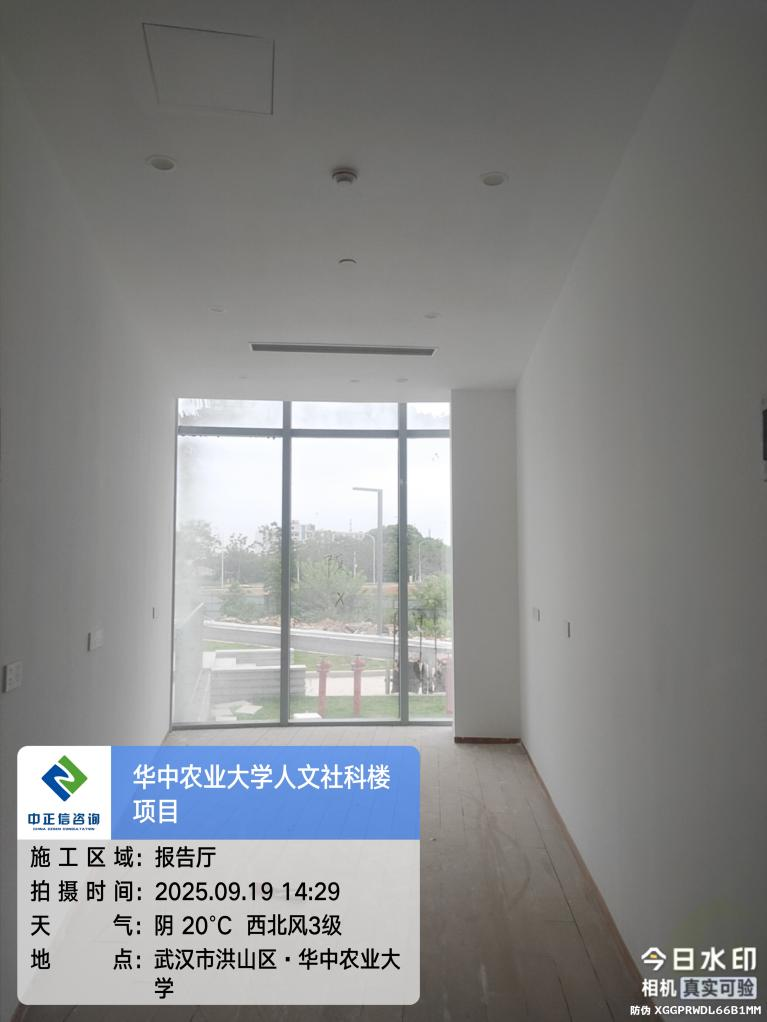 华中农业大学人文社科楼
项目
中正信咨询
施工区域：报告厅
拍摄时间：2025.09.19 14:29
天气：阴 20°C 西北风3级
地点：武汉市洪山区·华中农业大
学
今日水印
相机 真实可验
防伪 XGGPRWDL66B1MM